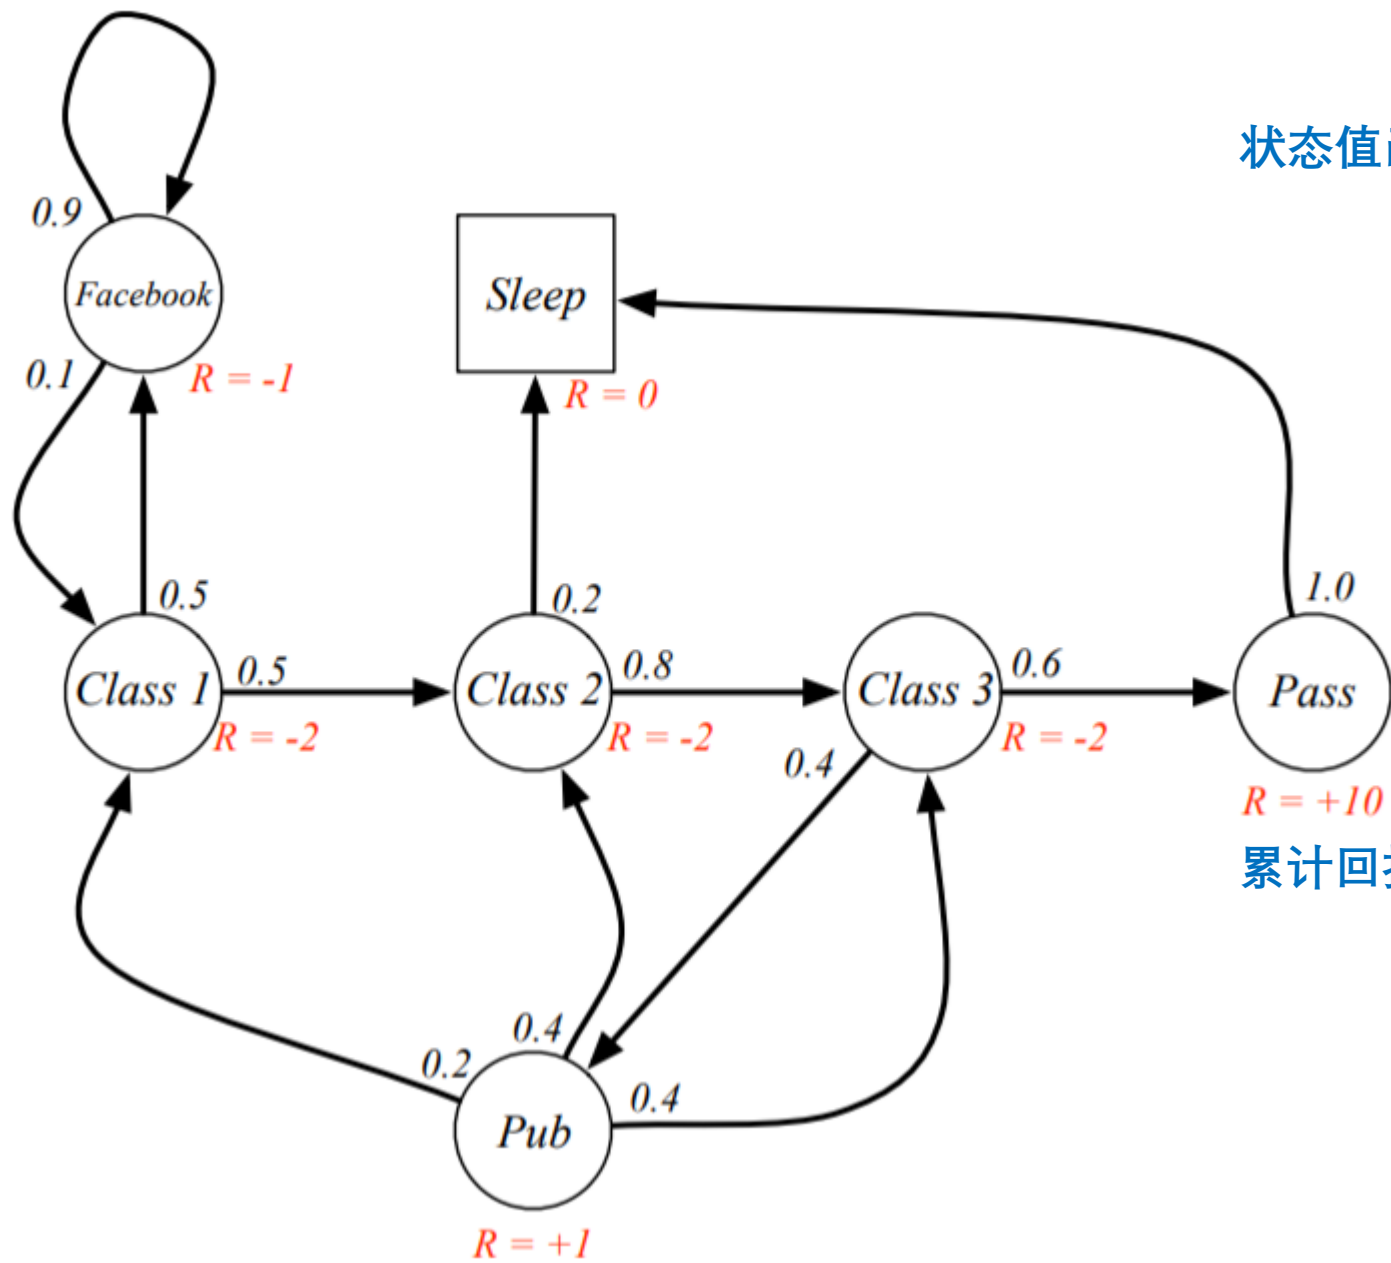 状态值
0.9
Facebook
Sleep
0.1
R = -1
R = 0
0.5
0.2
1.0
Class 1
0.5
Class 2
0.8
Class 3
0.6
Pass
R = -2
R = -2
R = -2
0.4
R = +10
累计回
0.4
0.2
0.4
Pub
R = +1